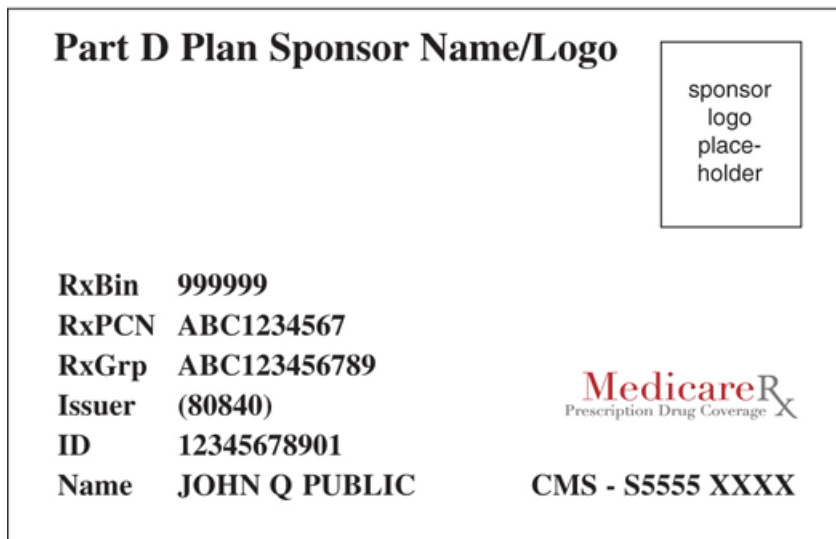 Part D Plan Sponsor Name/Logo
sponsor
logo
place-
holder
RxBin 999999
RxPCN ABC1234567
RxGrp ABC123456789
Issuer (80840)
ID 12345678901
Name JOHN Q PUBLIC
MedicareRx
Prescription Drug Coverage
CMS - S5555 XXXX